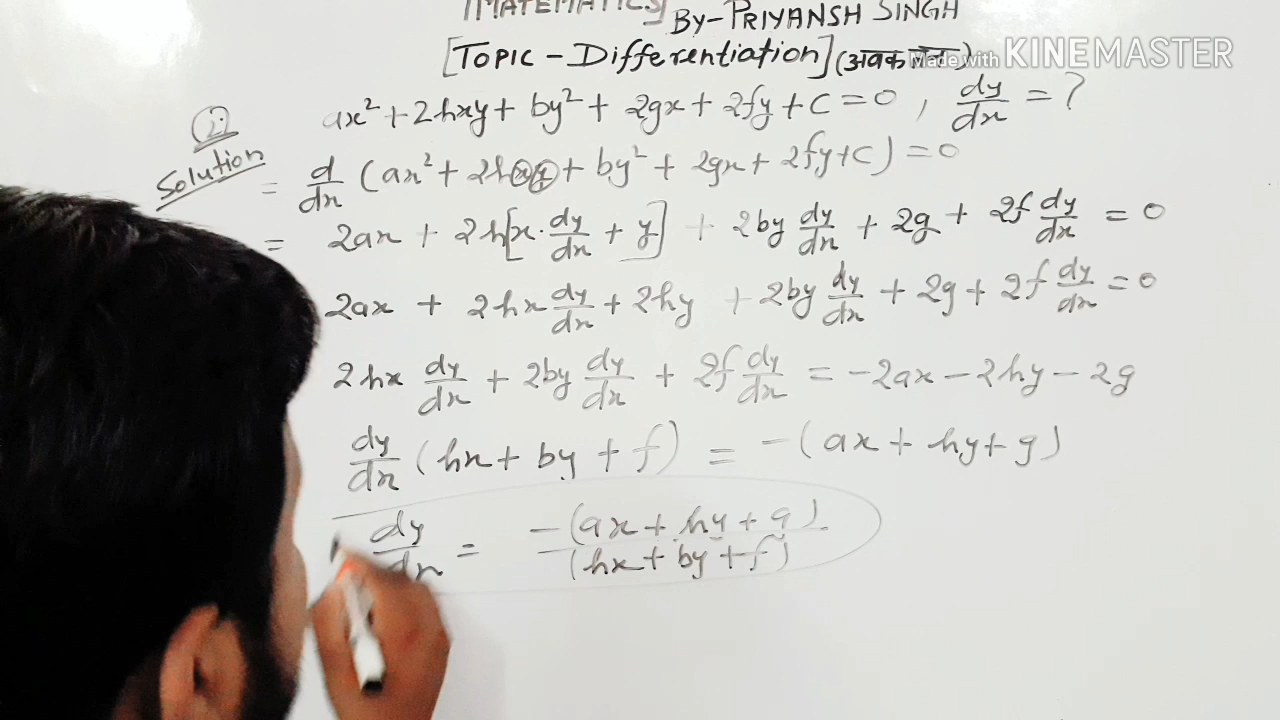 MATEMATICS]
By-PRIYANSH SINGH
[TOPIC - Differentiation] (अवकलन)
Made with KINEMASTER
ax² + 2hxy + by² + 2gx + 2fy + C = 0 , dy/dx = ?
Solution
= d/dx (ax² + 2hxy + by² + 2gx + 2fy + C) = 0
= 2ax + 2h[x · dy/dx + y] + 2by dy/dx + 2g + 2f dy/dx = 0
2ax + 2hx dy/dx + 2hy + 2by dy/dx + 2g + 2f dy/dx = 0
2hx dy/dx + 2by dy/dx + 2f dy/dx = -2ax - 2hy - 2g
dy/dx (hx + by + f) = -(ax + hy + g)
dy/dx = -(ax + hy + g) / (hx + by + f)